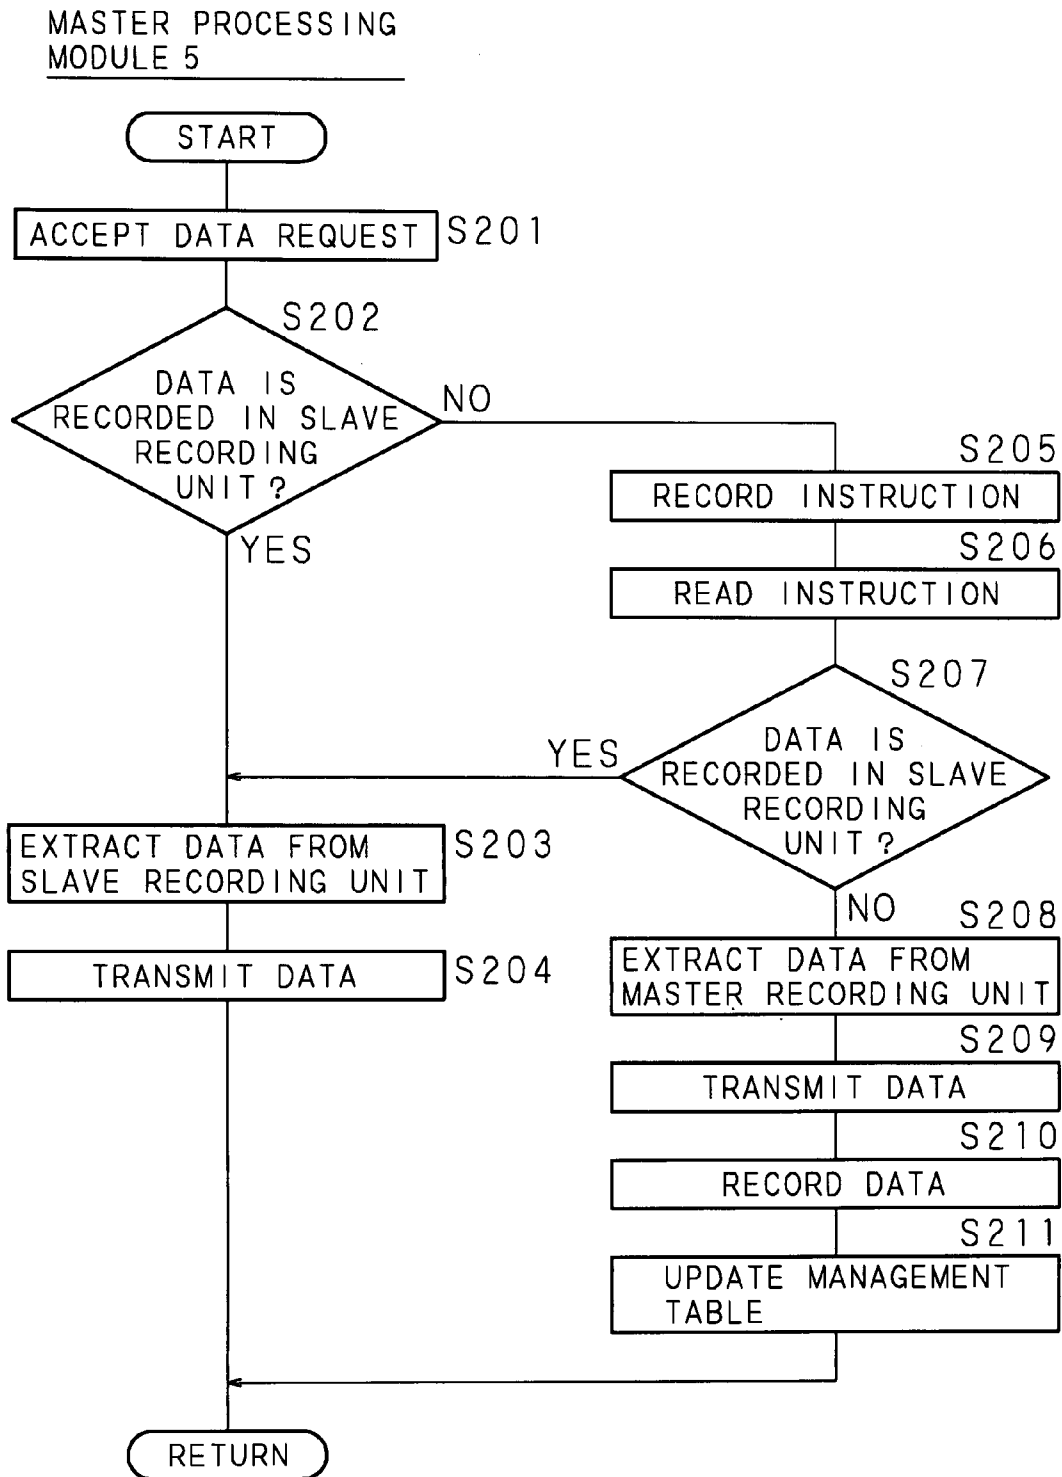 MASTER PROCESSING
MODULE 5
START
ACCEPT DATA REQUEST
S201
S202
DATA IS
RECORDED IN SLAVE
RECORDING
UNIT?
NO
YES
S205
RECORD INSTRUCTION
S206
READ INSTRUCTION
S207
DATA IS
RECORDED IN SLAVE
RECORDING
UNIT?
YES
NO
EXTRACT DATA FROM
SLAVE RECORDING UNIT
S203
TRANSMIT DATA
S204
S208
EXTRACT DATA FROM
MASTER RECORDING UNIT
S209
TRANSMIT DATA
S210
RECORD DATA
S211
UPDATE MANAGEMENT
TABLE
RETURN